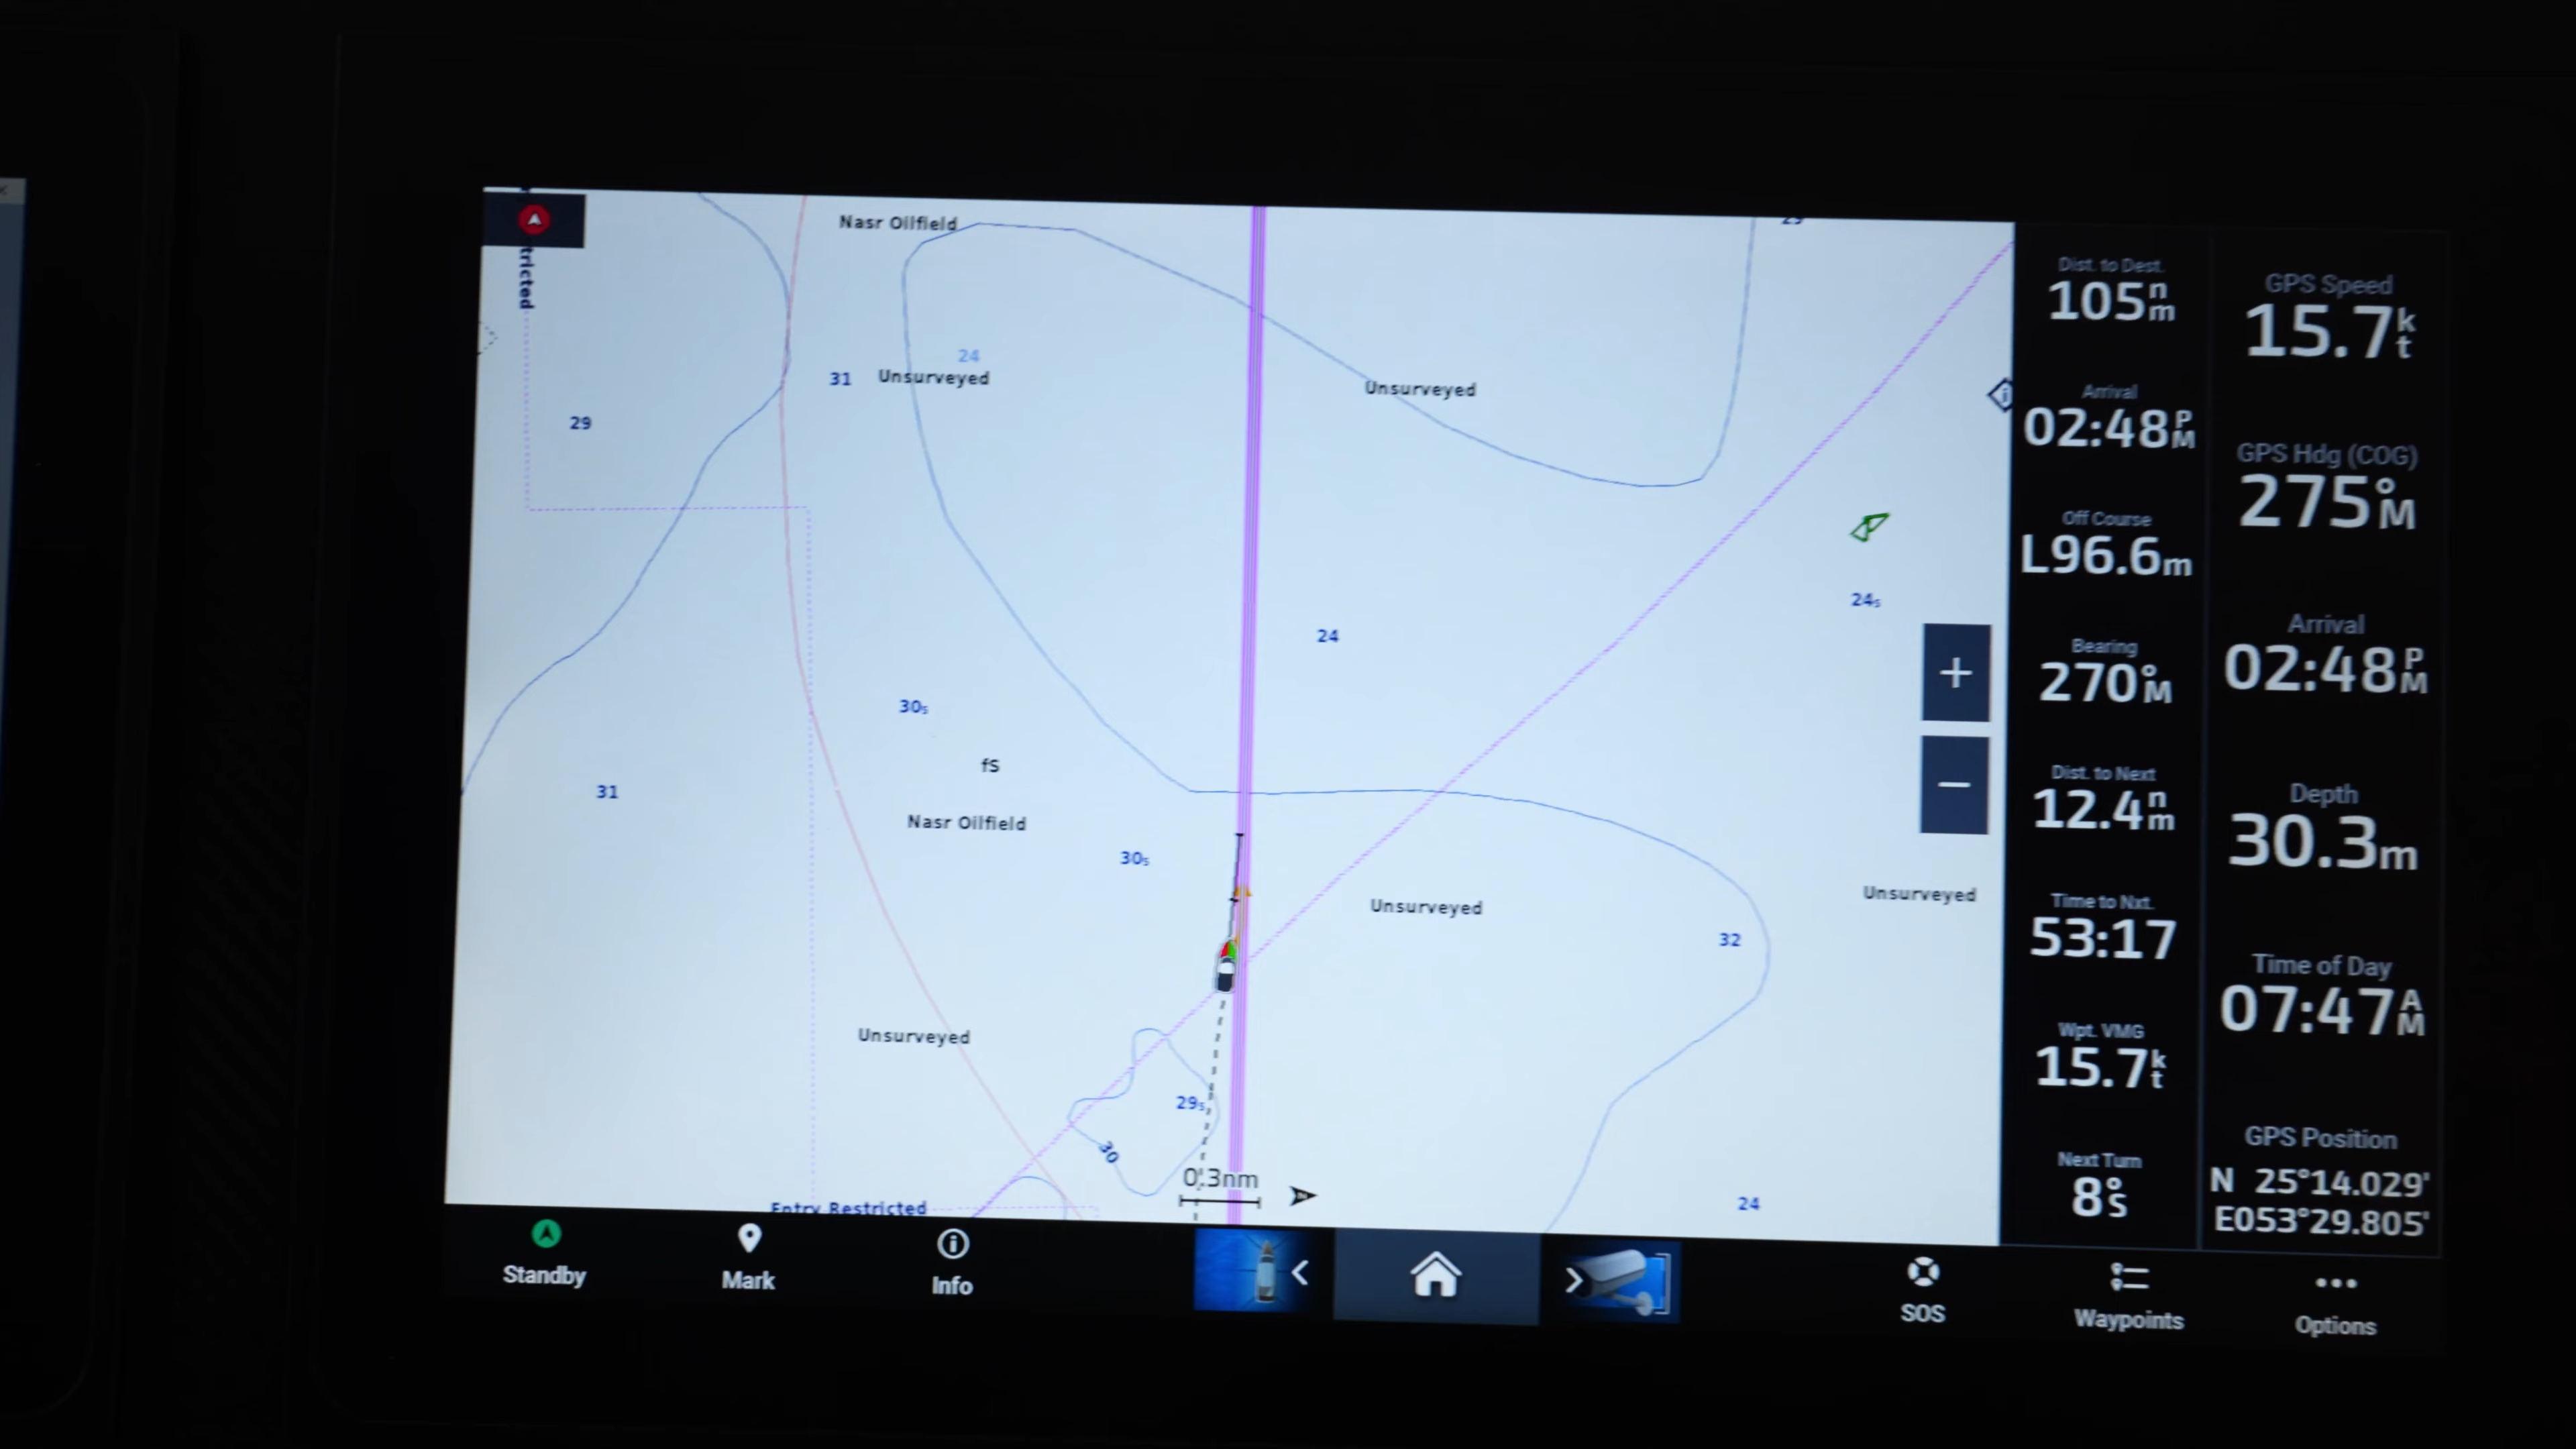 Nasr Oilfield
29
tricted
24
31
Unsurveyed
Unsurveyed
29
24s
24
30s
fS
31
Nasr Oilfield
30s
Unsurveyed
Unsurveyed
32
Unsurveyed
29s
30
0.3nm
N
24
Entry Restricted
+
−
Dist. to Dest.
105nm
Arrival
02:48PM
Off Course
L96.6m
Bearing
270°M
Dist. to Next
12.4nm
Time to Nxt.
53:17
Wpt. VMG
15.7kt
Next Turn
8°s
GPS Speed
15.7kt
GPS Hdg (COG)
275°M
Arrival
02:48PM
Depth
30.3m
Time of Day
07:47AM
GPS Position
N 25°14.029'
E053°29.805'
Standby
Mark
Info
SOS
Waypoints
Options